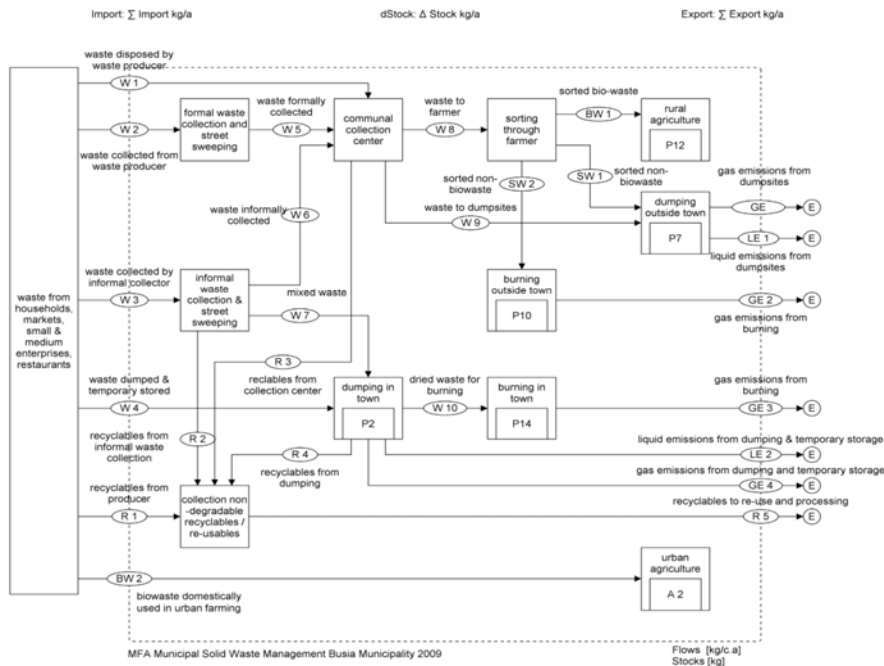 Import: ∑ Import kg/a
dStock: Δ Stock kg/a
Export: ∑ Export kg/a
waste disposed by
waste producer
W 1
W 2
waste collected from
waste producer
formal waste
collection and
street
sweeping
waste formally
collected
W 5
communal
collection
center
waste to
farmer
W 8
sorting
through
farmer
sorted bio-waste
BW 1
rural
agriculture
P12
sorted
non-biowaste
SW 2
SW 1
sorted non-
biowaste
gas emissions from
dumpsites
dumping
outside town
P7
GE
E
LE 1
E
liquid emissions from
dumpsites
W 6
waste informally
collected
waste to dumpsites
W 9
waste collected by
informal collector
W 3
informal
waste
collection &
street
sweeping
mixed waste
W 7
burning
outside town
P10
GE 2
E
gas emissions from
burning
waste from
households,
markets,
small &
medium
enterprises,
restaurants
R 3
reclables from
collection center
waste dumped &
temporary stored
W 4
dumping in
town
P2
dried waste for
burning
W 10
burning in
town
P14
gas emissions from
burning
GE 3
E
recyclables from
informal waste
collection
R 2
R 4
recyclables from
dumping
liquid emissions from dumping & temporary storage
LE 2
E
gas emissions from dumping and temporary storage
GE 4
E
recyclables from
producer
R 1
collection non
-degradable
recyclables /
re-usables
recyclables to re-use and processing
R 5
E
BW 2
biowaste domestically
used in urban farming
urban
agriculture
A 2
MFA Municipal Solid Waste Management Busia Municipality 2009
Flows [kg/c.a]
Stocks [kg]